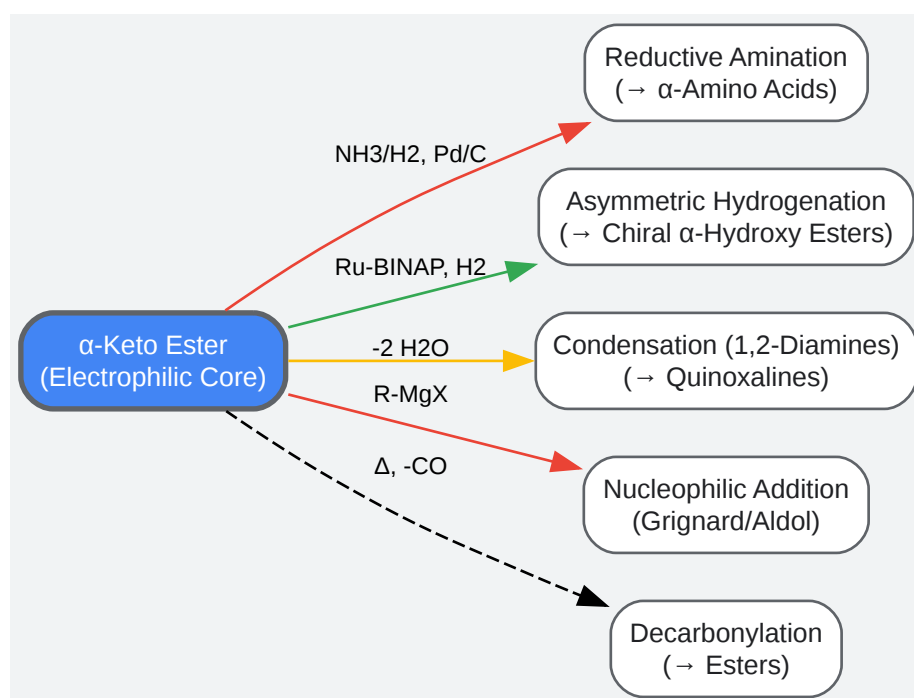 Reductive Amination
(→ α-Amino Acids)
NH3/H2, Pd/C
Asymmetric Hydrogenation
(→ Chiral α-Hydroxy Esters)
Ru-BINAP, H2
α-Keto Ester
(Electrophilic Core)
-2 H2O
Condensation (1,2-Diamines)
(→ Quinoxalines)
R-MgX
Nucleophilic Addition
(Grignard/Aldol)
Δ, -CO
Decarbonylation
(→ Esters)